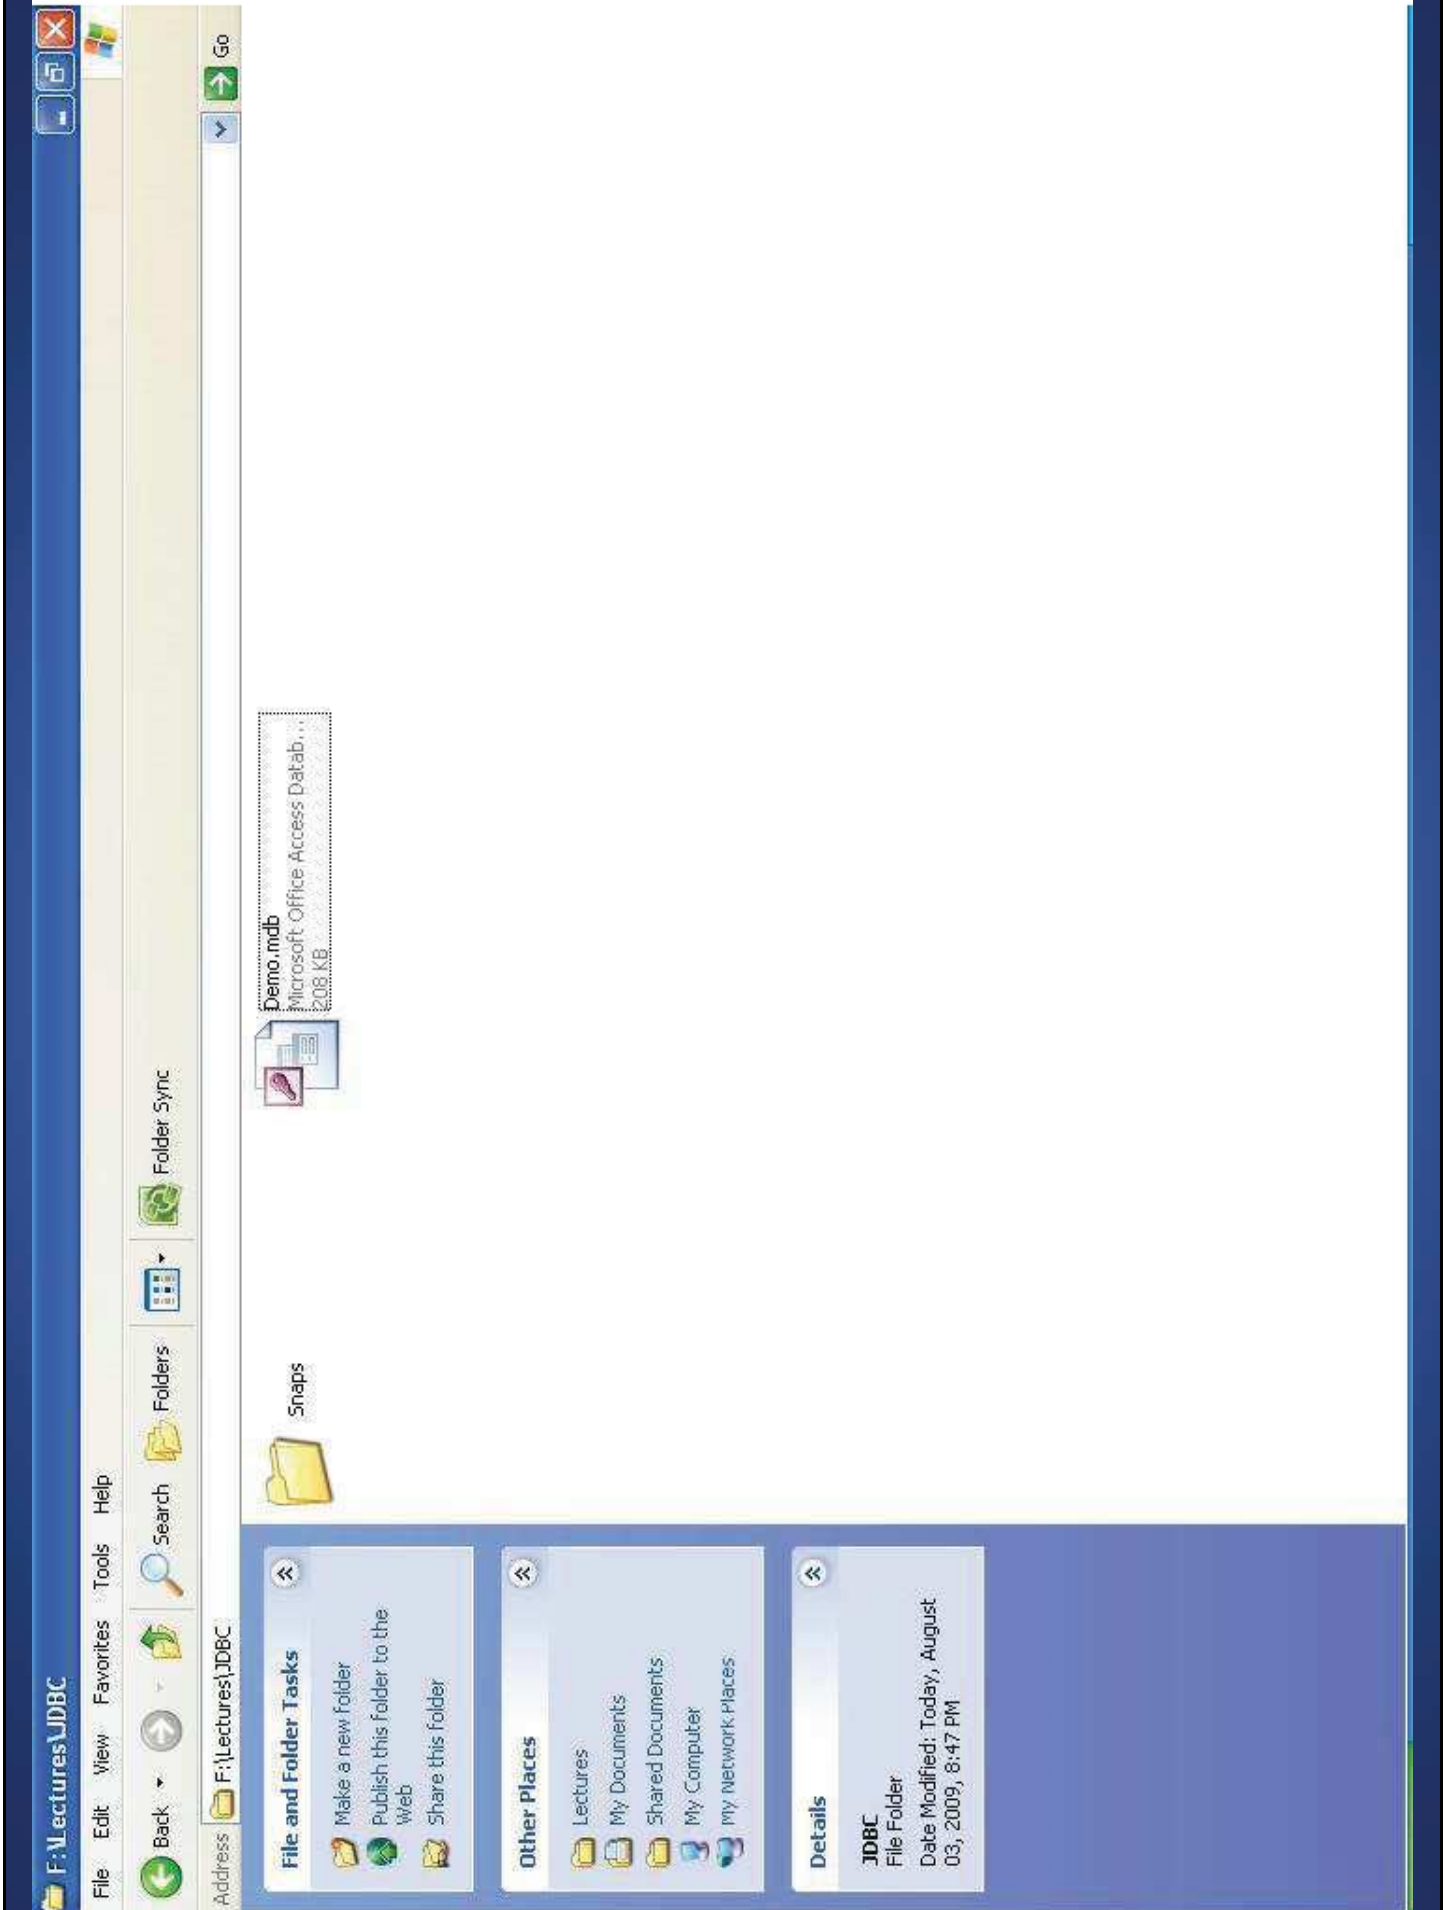 F:\Lectures\JDBC
File Edit View Favorites Tools Help
Back Search Folders Folder Sync
Address F:\Lectures\JDBC Go
File and Folder Tasks
Make a new folder
Publish this folder to the
Web
Share this folder
Other Places
Lectures
My Documents
Shared Documents
My Computer
My Network Places
Details
JDBC
File Folder
Date Modified: Today, August
03, 2009, 8:47 PM
Snaps
Demo.mdb
Microsoft Office Access Datab...
208 KB